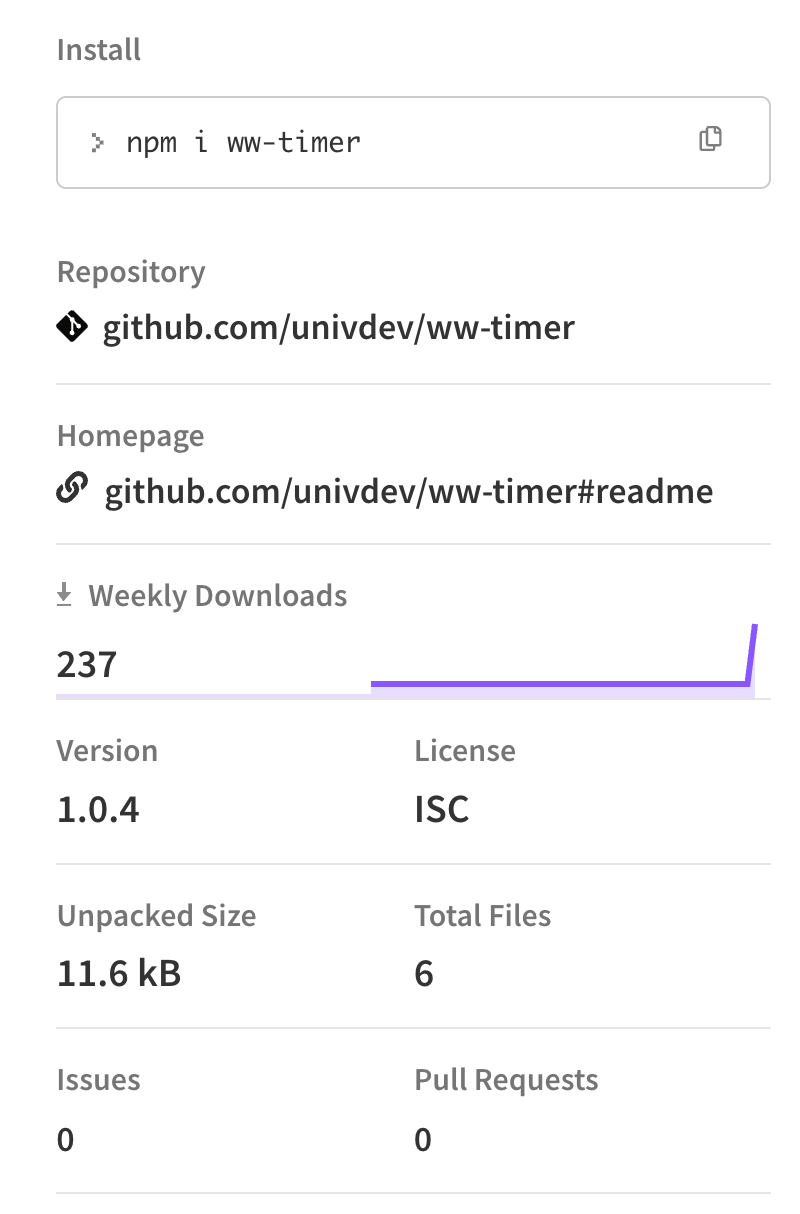 Install
npm i ww-timer
Repository
github.com/univdev/ww-timer
Homepage
github.com/univdev/ww-timer#readme
Weekly Downloads
237
Version License
1.0.4 ISC
Unpacked Size Total Files
11.6 kB 6
Issues Pull Requests
0 0